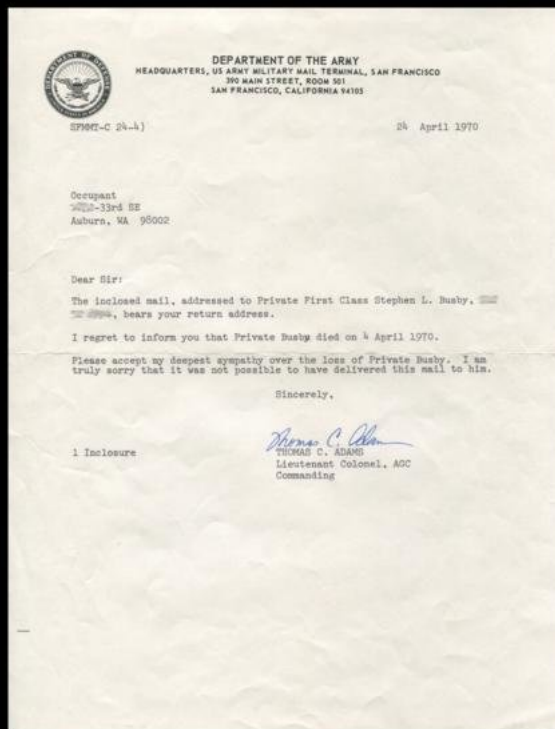 DEPARTMENT OF THE ARMY
HEADQUARTERS, US ARMY MILITARY MAIL TERMINAL, SAN FRANCISCO
390 MAIN STREET, ROOM 501
SAN FRANCISCO, CALIFORNIA 94105
SFMMT-C 24-4)
24 April 1970
Occupant
-33rd SE
Auburn, WA 98002
Dear Sir:
The inclosed mail, addressed to Private First Class Stephen L. Busby,
, bears your return address.
I regret to inform you that Private Busby died on 4 April 1970.
Please accept my deepest sympathy over the loss of Private Busby. I am
truly sorry that it was not possible to have delivered this mail to him.
Sincerely,
Thomas C. Adams
1 Inclosure
THOMAS C. ADAMS
Lieutenant Colonel, AGC
Commanding